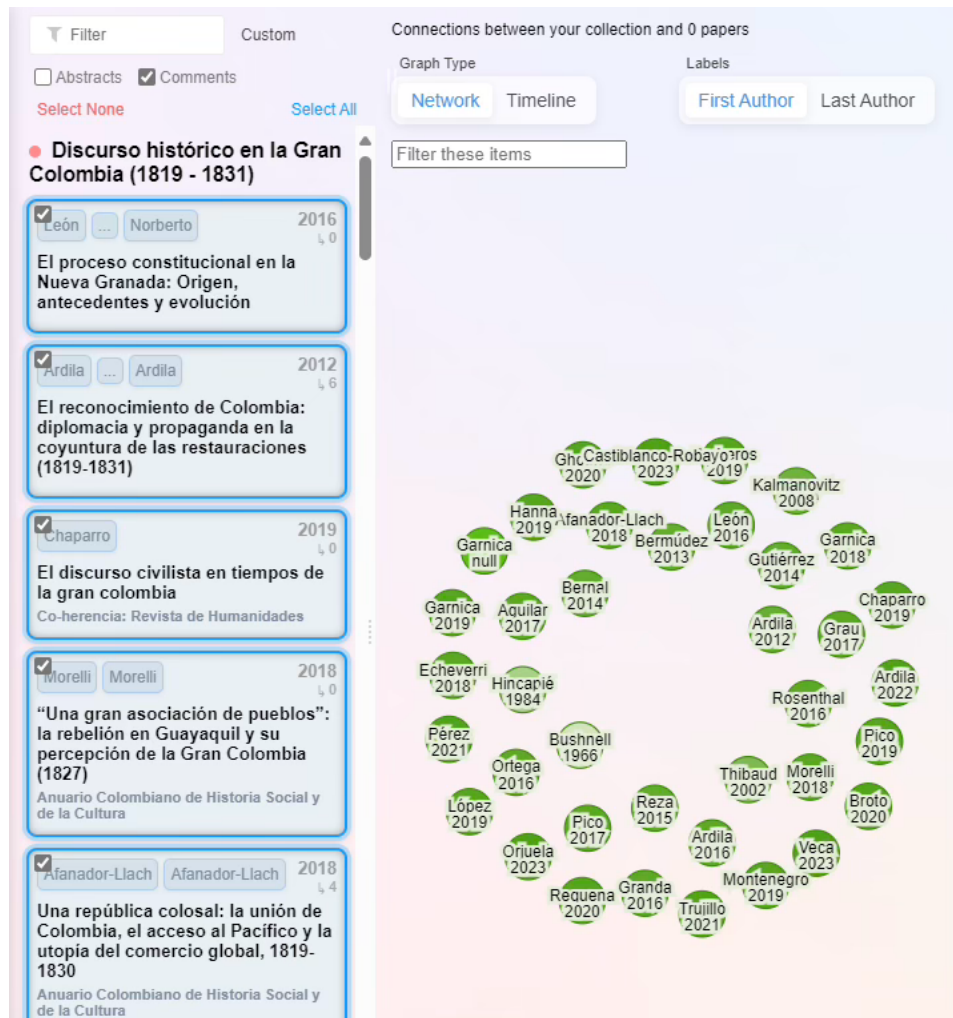 Filter
Custom
Abstracts
Comments
Select None
Select All
Discurso histórico en la Gran
Colombia (1819 - 1831)
León
...
Norberto
2016
↳ 0
El proceso constitucional en la
Nueva Granada: Origen,
antecedentes y evolución
Ardila
...
Ardila
2012
↳ 6
El reconocimiento de Colombia:
diplomacia y propaganda en la
coyuntura de las restauraciones
(1819-1831)
Chaparro
2019
↳ 0
El discurso civilista en tiempos de
la gran colombia
Co-herencia: Revista de Humanidades
Morelli
Morelli
2018
↳ 0
“Una gran asociación de pueblos”:
la rebelión en Guayaquil y su
percepción de la Gran Colombia
(1827)
Anuario Colombiano de Historia Social y
de la Cultura
Afanador-Llach
Afanador-Llach
2018
↳ 4
Una república colosal: la unión de
Colombia, el acceso al Pacífico y la
utopía del comercio global, 1819-
1830
Anuario Colombiano de Historia Social y
de la Cultura
Connections between your collection and 0 papers
Graph Type
Network
Timeline
Labels
First Author
Last Author
Filter these items
2020
Castiblanco-Robayo
2023
2019
Kalmanovitz
2008
Hanna
2019
Afanador-Llach
2018
Bermúdez
2013
León
2016
Garnica
null
Gutiérrez
2014
Garnica
2018
Bernal
2014
Garnica
2019
Aguilar
2017
Ardila
2012
Grau
2017
Chaparro
2019
Echeverri
2018
Hincapié
1984
Rosenthal
2016
Ardila
2022
Pérez
2021
Bushnell
1966
Pico
2019
Ortega
2016
Thibaud
2002
Morelli
2018
López
2019
Pico
2017
Reza
2015
Broto
2020
Orjuela
2023
Ardila
2016
Veca
2023
Requena
2020
Granda
2016
Trujillo
2021
Montenegro
2019